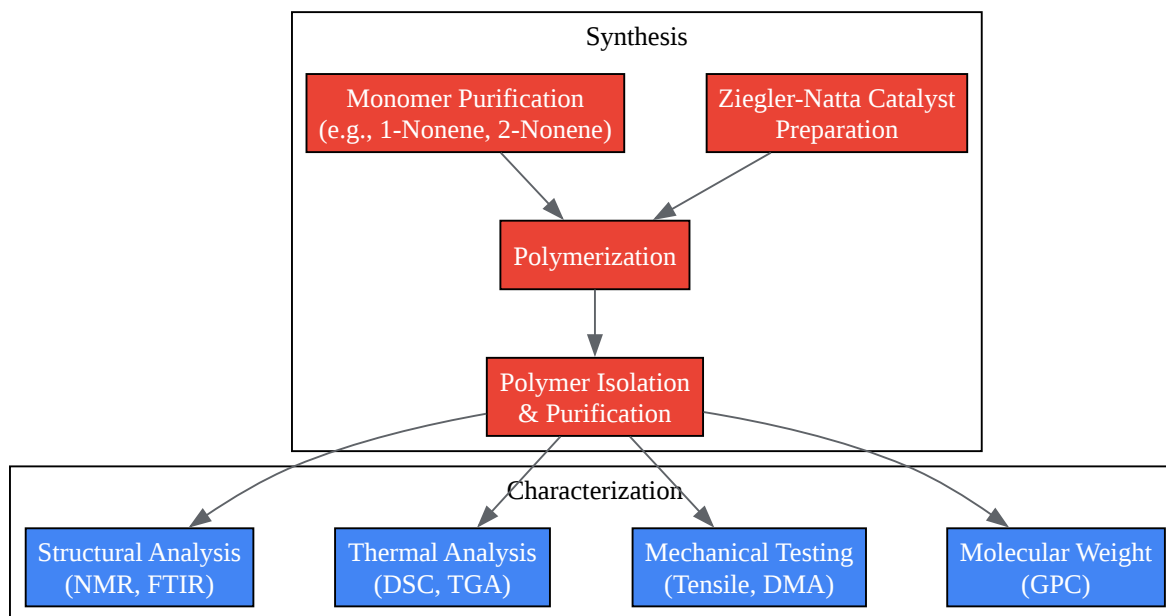 Synthesis
Monomer Purification
(e.g., 1-Nonene, 2-Nonene)
Ziegler-Natta Catalyst
Preparation
Polymerization
Polymer Isolation
& Purification
Characterization
Structural Analysis
(NMR, FTIR)
Thermal Analysis
(DSC, TGA)
Mechanical Testing
(Tensile, DMA)
Molecular Weight
(GPC)